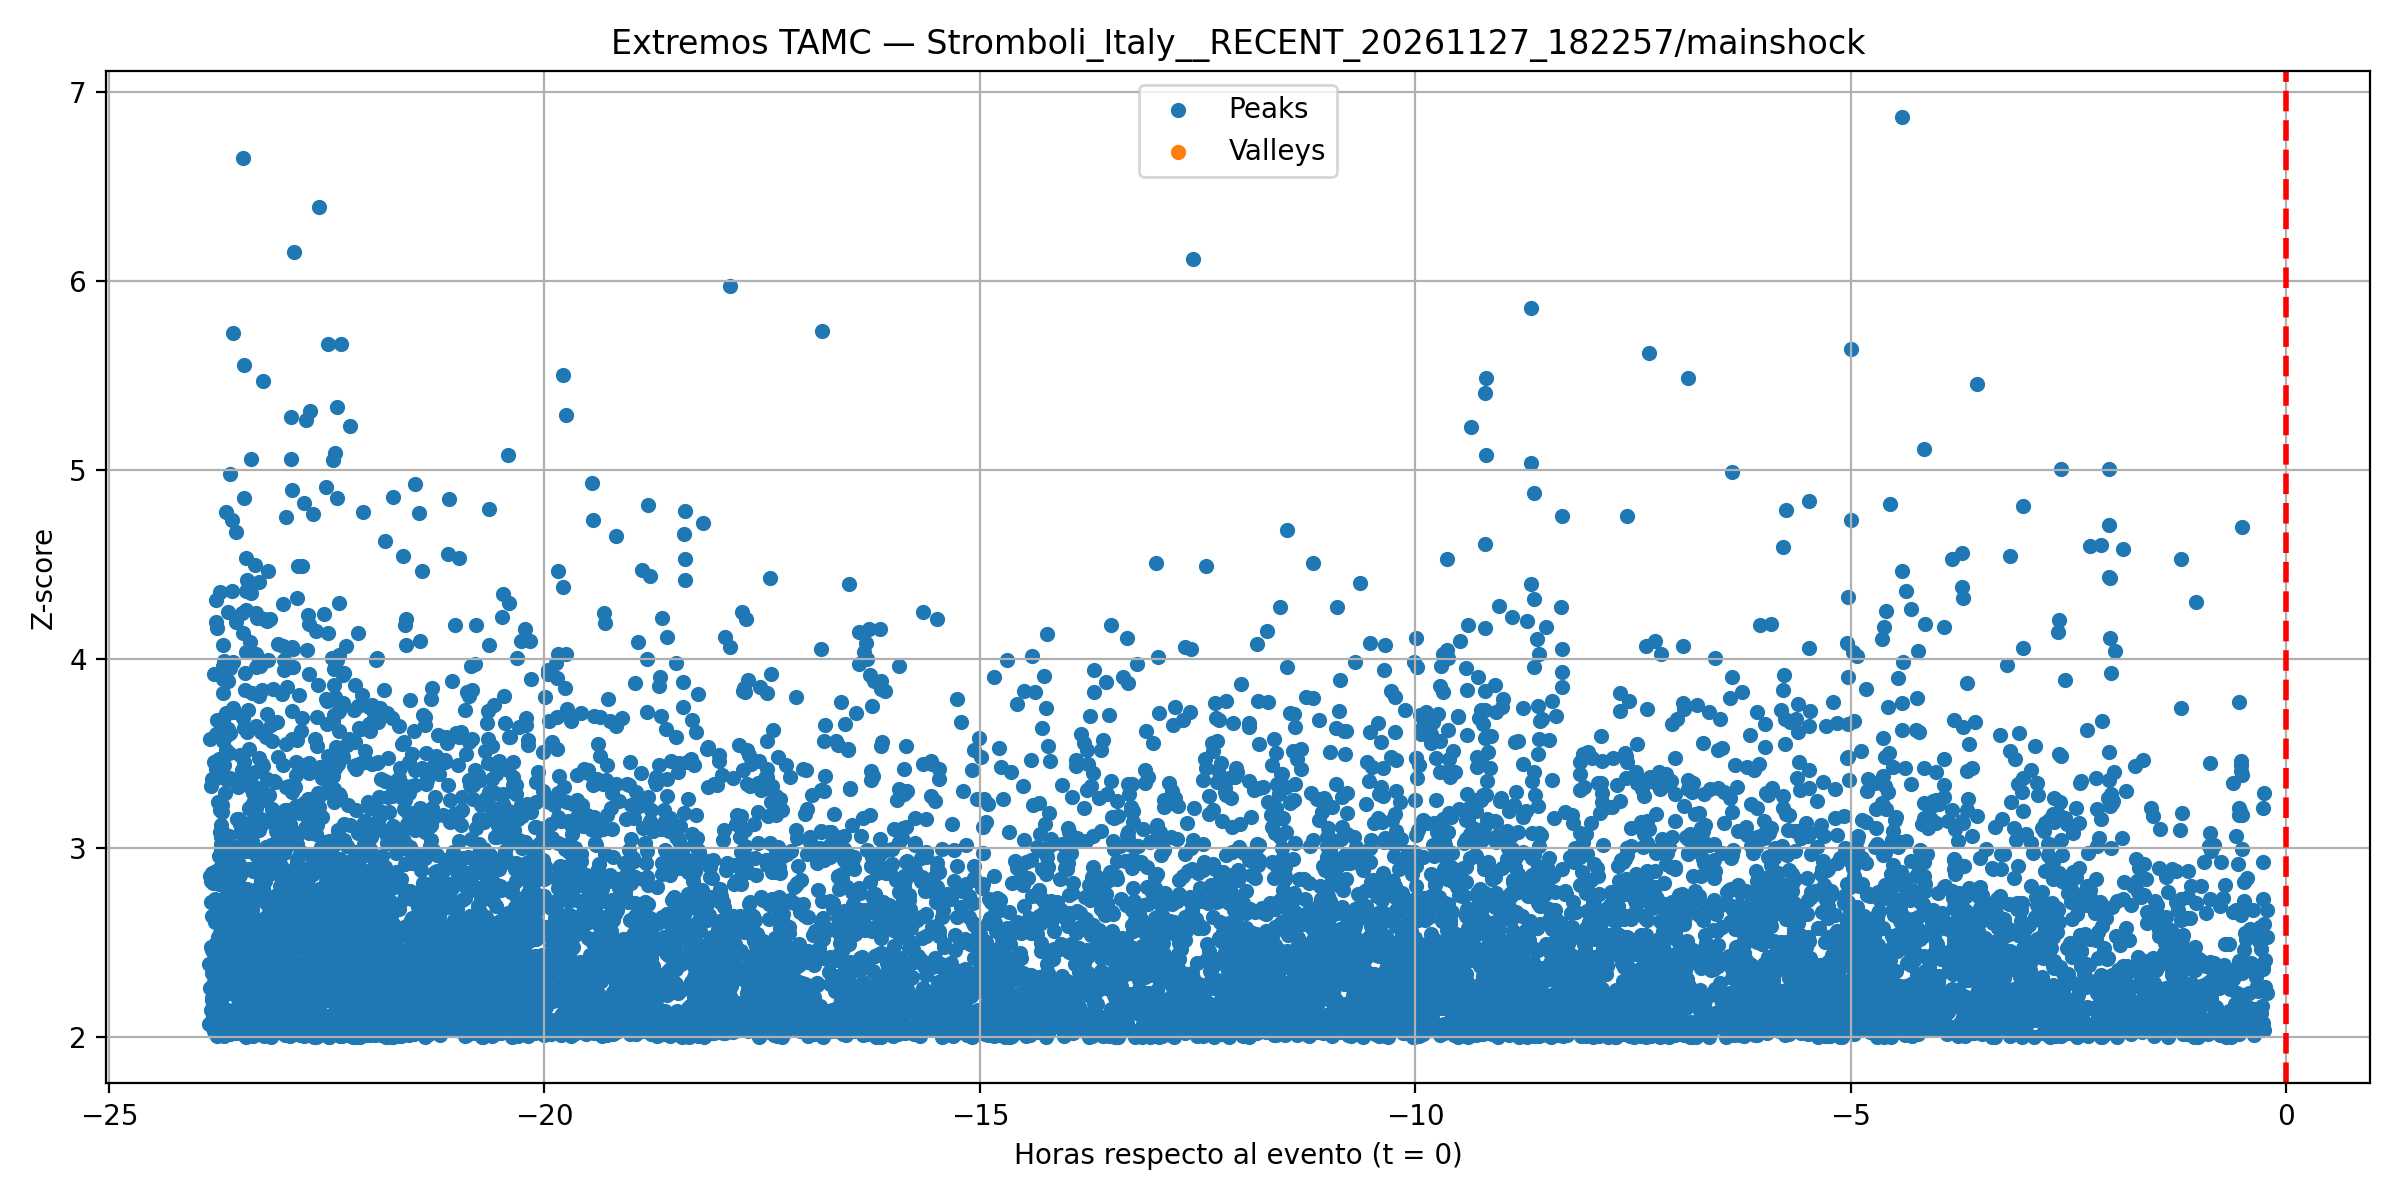 Extremos TAMC — Stromboli_Italy__RECENT_20261127_182257/mainshock
Peaks
Valleys
Z-score
7
6
5
4
3
2
−25
−20
−15
−10
−5
0
Horas respecto al evento (t = 0)